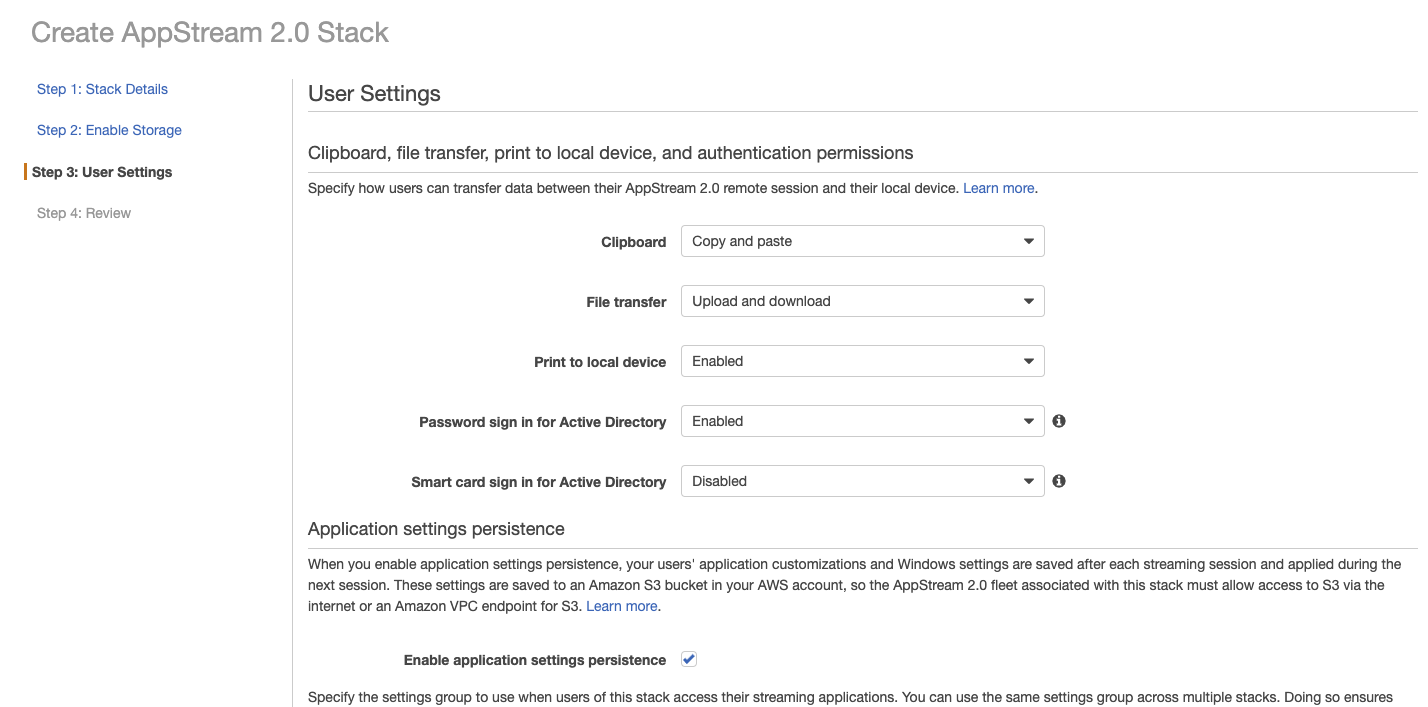 Create AppStream 2.0 Stack
Step 1: Stack Details
Step 2: Enable Storage
Step 3: User Settings
Step 4: Review
User Settings
Clipboard, file transfer, print to local device, and authentication permissions
Specify how users can transfer data between their AppStream 2.0 remote session and their local device. Learn more.
Clipboard Copy and paste
File transfer Upload and download
Print to local device Enabled
Password sign in for Active Directory Enabled
Smart card sign in for Active Directory Disabled
Application settings persistence
When you enable application settings persistence, your users' application customizations and Windows settings are saved after each streaming session and applied during the
next session. These settings are saved to an Amazon S3 bucket in your AWS account, so the AppStream 2.0 fleet associated with this stack must allow access to S3 via the
internet or an Amazon VPC endpoint for S3. Learn more.
Enable application settings persistence
Specify the settings group to use when users of this stack access their streaming applications. You can use the same settings group across multiple stacks. Doing so ensures